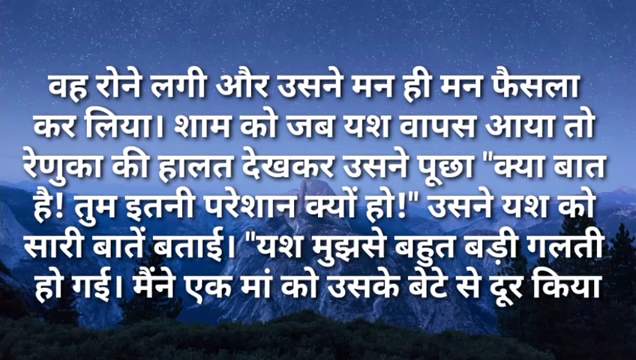 वह रोने लगी और उसने मन ही मन फैसला
कर लिया। शाम को जब यश वापस आया तो
रेणुका की हालत देखकर उसने पूछा "क्या बात
है! तुम इतनी परेशान क्यों हो!" उसने यश को
सारी बातें बताई। "यश मुझसे बहुत बड़ी गलती
हो गई। मैंने एक मां को उसके बेटे से दूर किया